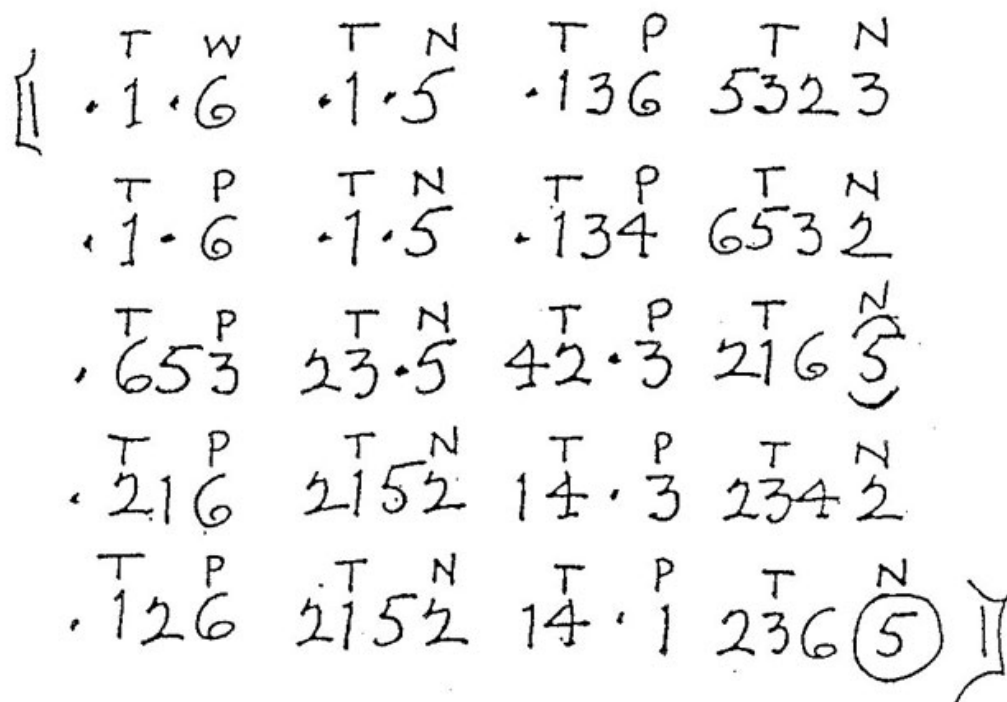 T W T N T P T N
.1.6 .1.5 .136 5323
T P T N T P T N
.1.6 .1.5 .134 6532
T P T N T P T N
.653 23.5 42.3 2165
T P T N T P T N
.216 2152 14.3 2342
T P T N T P T N
.126 2152 14.1 2365